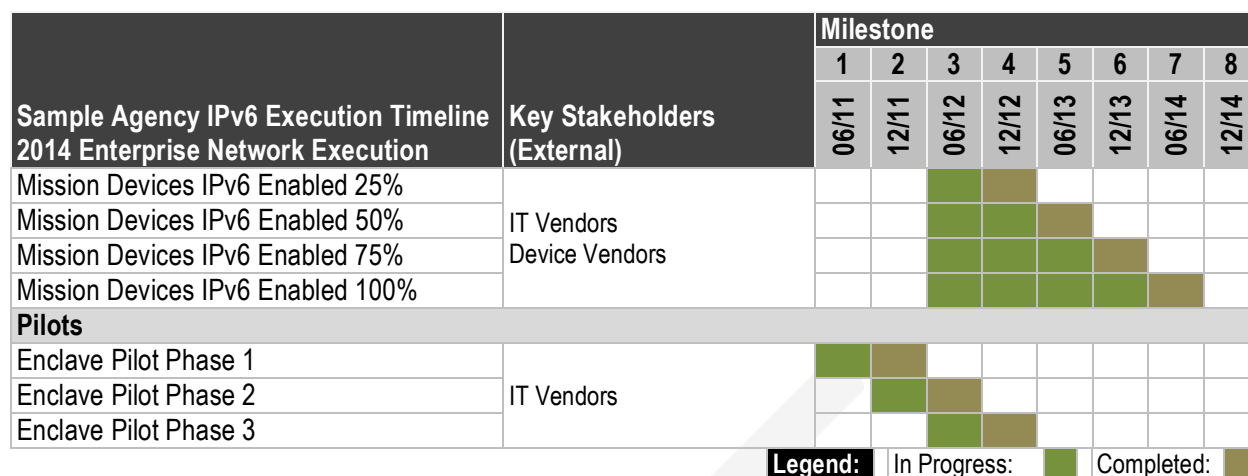 Milestone
1 2 3 4 5 6 7 8
Sample Agency IPv6 Execution Timeline
2014 Enterprise Network Execution
Key Stakeholders
(External)
06/11 12/11 06/12 12/12 06/13 12/13 06/14 12/14
Mission Devices IPv6 Enabled 25%
Mission Devices IPv6 Enabled 50%
Mission Devices IPv6 Enabled 75%
Mission Devices IPv6 Enabled 100%
IT Vendors
Device Vendors
Pilots
Enclave Pilot Phase 1
Enclave Pilot Phase 2
Enclave Pilot Phase 3
IT Vendors
Legend: In Progress: Completed: